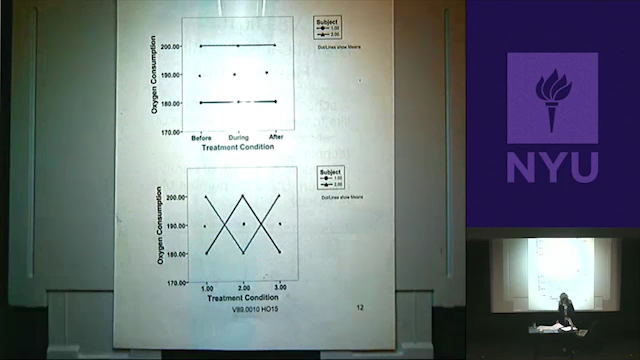 Subject
1.00
2.00
Dot/Lines show Means
Oxygen Consumption
200.00
190.00
180.00
170.00
Before During After
Treatment Condition
Subject
1.00
2.00
Dot/Lines show Means
Oxygen Consumption
200.00
190.00
180.00
170.00
1.00 2.00 3.00
Treatment Condition
V89.0010 HO15
12
NYU